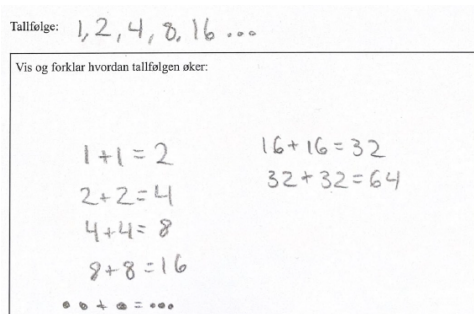 Tallfølge: 1, 2, 4, 8, 16 ...
Vis og forklar hvordan tallfølgen øker:
1+1=2
2+2=4
4+4=8
8+8=16
•• + • = •••
16+16=32
32+32=64